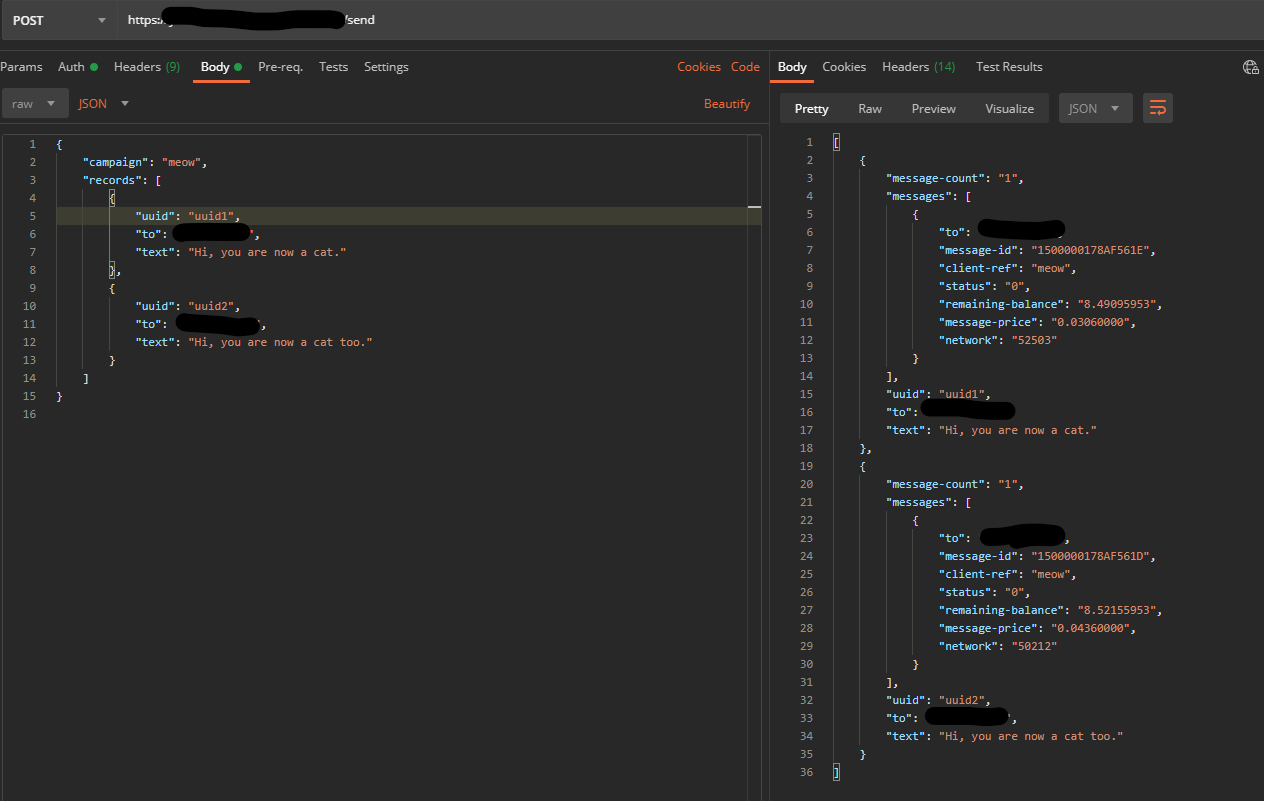 POST https: /send
Params Auth Headers (9) Body Pre-req. Tests Settings Cookies Code
raw JSON Beautify
1 {
2 "campaign": "meow",
3 "records": [
4 {
5 "uuid": "uuid1",
6 "to": ,
7 "text": "Hi, you are now a cat."
8 },
9 {
10 "uuid": "uuid2",
11 "to": ,
12 "text": "Hi, you are now a cat too."
13 }
14 ]
15 }
16
Body Cookies Headers (14) Test Results
Pretty Raw Preview Visualize JSON
1 [
2 {
3 "message-count": "1",
4 "messages": [
5 {
6 "to":
7 "message-id": "1500000178AF561E",
8 "client-ref": "meow",
9 "status": "0",
10 "remaining-balance": "8.49095953",
11 "message-price": "0.03060000",
12 "network": "52503"
13 }
14 ],
15 "uuid": "uuid1",
16 "to":
17 "text": "Hi, you are now a cat."
18 },
19 {
20 "message-count": "1",
21 "messages": [
22 {
23 "to": ,
24 "message-id": "1500000178AF561D",
25 "client-ref": "meow",
26 "status": "0",
27 "remaining-balance": "8.52155953",
28 "message-price": "0.04360000",
29 "network": "50212"
30 }
31 ],
32 "uuid": "uuid2",
33 "to": ,
34 "text": "Hi, you are now a cat too."
35 }
36 ]